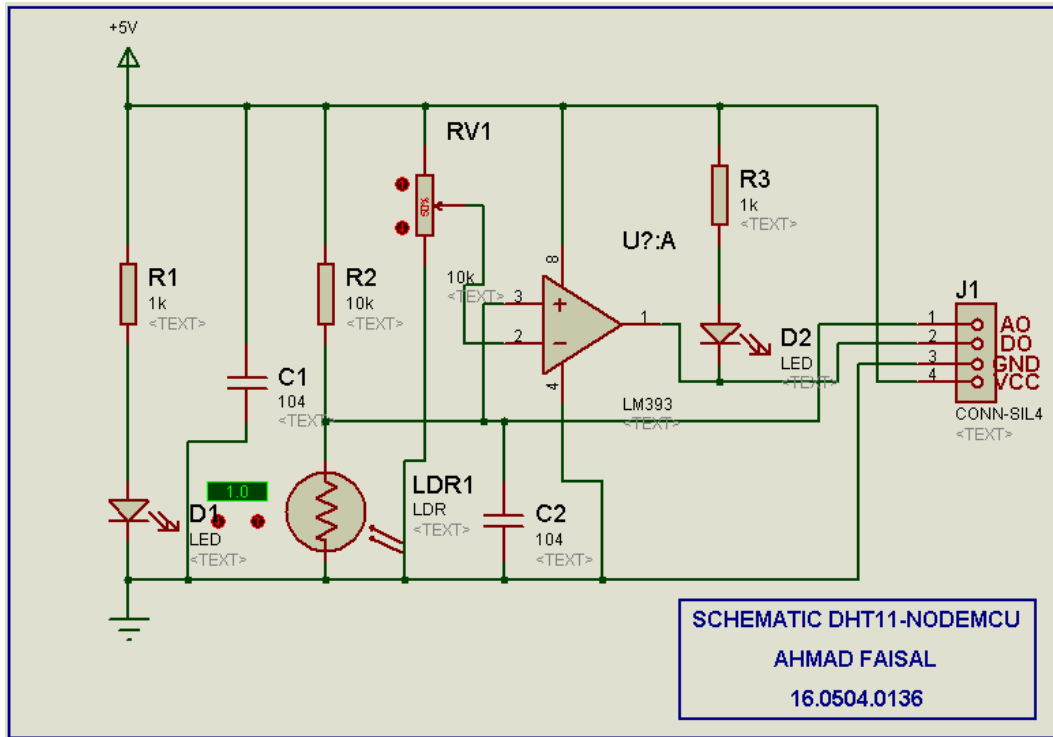 +5V
RV1
50%
R3
1k
<TEXT>
U?:A
8
R1
1k
<TEXT>
R2
10k
<TEXT>
10k
<TEXT>
3
2
1
4
J1
1
AO
2
DO
3
GND
4
VCC
CONN-SIL4
<TEXT>
D2
LED
<TEXT>
C1
104
<TEXT>
LM393
<TEXT>
1.0
D1
LED
<TEXT>
LDR1
LDR
<TEXT>
C2
104
<TEXT>
SCHEMATIC DHT11-NODEMCU
AHMAD FAISAL
16.0504.0136